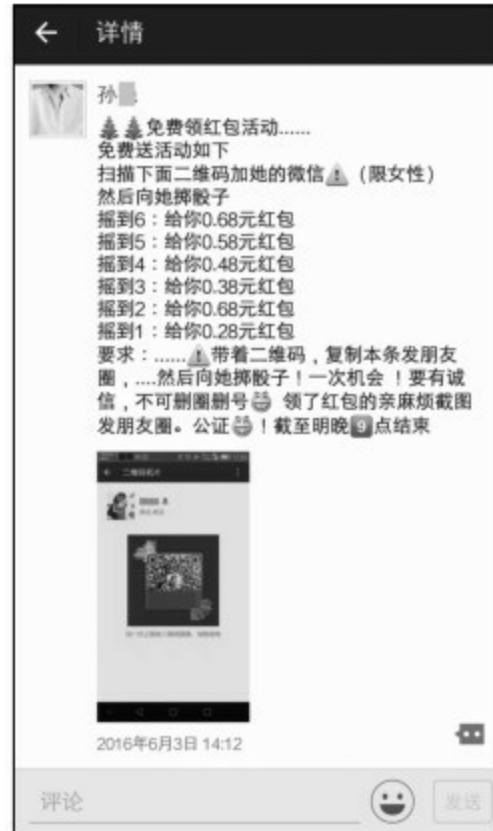 详情
孙
免费领红包活动......
免费送活动如下
扫描下面二维码加她的微信⚠（限女性）
然后向她掷骰子
摇到6：给你0.68元红包
摇到5：给你0.58元红包
摇到4：给你0.48元红包
摇到3：给你0.38元红包
摇到2：给你0.68元红包
摇到1：给你0.28元红包
要求：......⚠带着二维码，复制本条发朋友
圈，....然后向她掷骰子！一次机会 ！要有诚
信，不可删圈删号 领了红包的亲麻烦截图
发朋友圈。公证！截至明晚9点结束
2016年6月3日 14:12
评论
发送